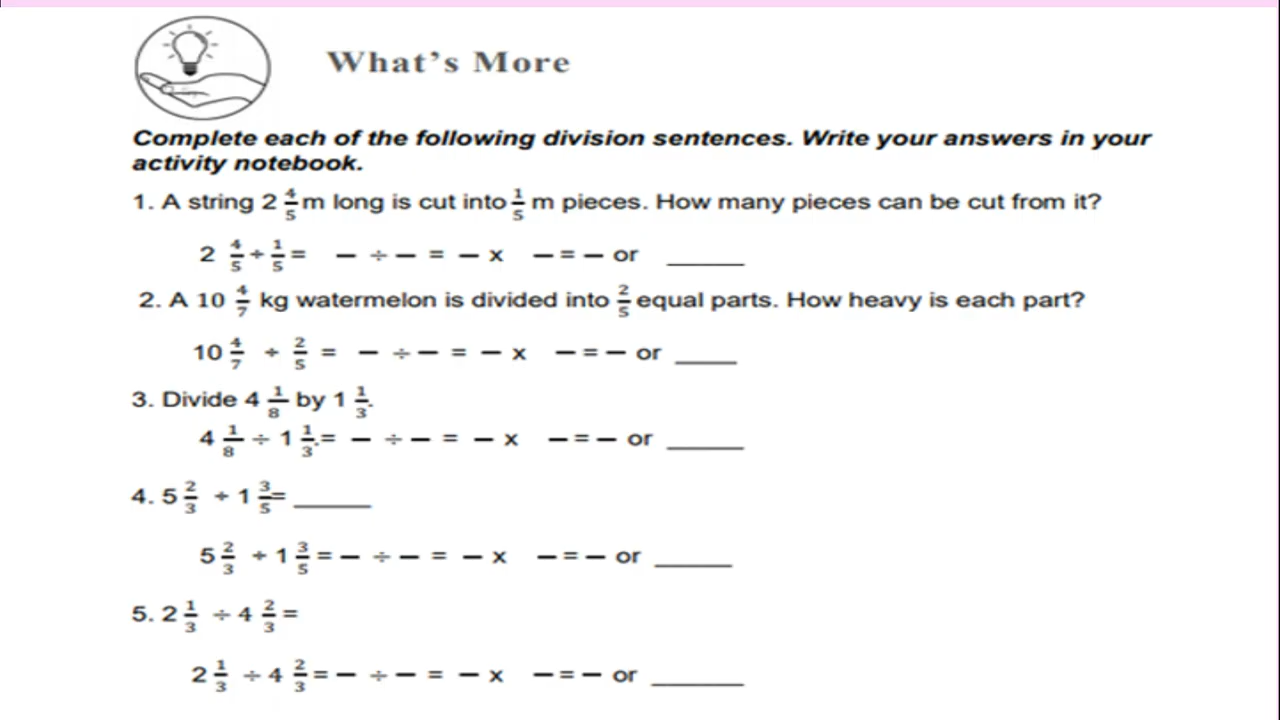 What's More
Complete each of the following division sentences. Write your answers in your
activity notebook.
1. A string 2 4/5 m long is cut into 1/5 m pieces. How many pieces can be cut from it?
2 4/5 ÷ 1/5 = — ÷ — = — x — = — or _____
2. A 10 4/7 kg watermelon is divided into 2/5 equal parts. How heavy is each part?
10 4/7 ÷ 2/5 = — ÷ — = — x — = — or _____
3. Divide 4 1/8 by 1 1/3.
4 1/8 ÷ 1 1/3. = — ÷ — = — x — = — or _____
4. 5 2/3 ÷ 1 3/5 = _____
5 2/3 ÷ 1 3/5 = — ÷ — = — x — = — or _____
5. 2 1/3 ÷ 4 2/3 =
2 1/3 ÷ 4 2/3 = — ÷ — = — x — = — or _____